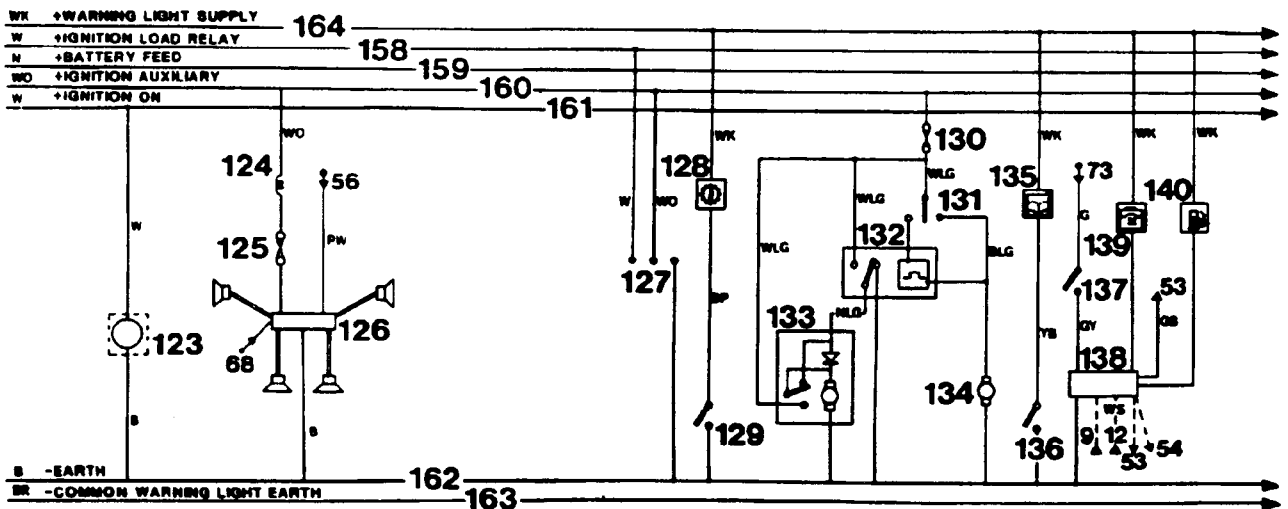 WK +WARNING LIGHT SUPPLY 164
W +IGNITION LOAD RELAY 158
N +BATTERY FEED 159
WO +IGNITION AUXILIARY 160
W +IGNITION ON 161
WO WK 130 WK WK WK
124 56 128 135 73 140
WLG WLG 131
W PW W WO 132 G
125 127 WLG BLG 139
BP 137 53
123 126 133 NLG YB GY GB
68 138
134
B B 129 136 WS
9 12 53 54
B -EARTH 162
BR -COMMON WARNING LIGHT EARTH 163